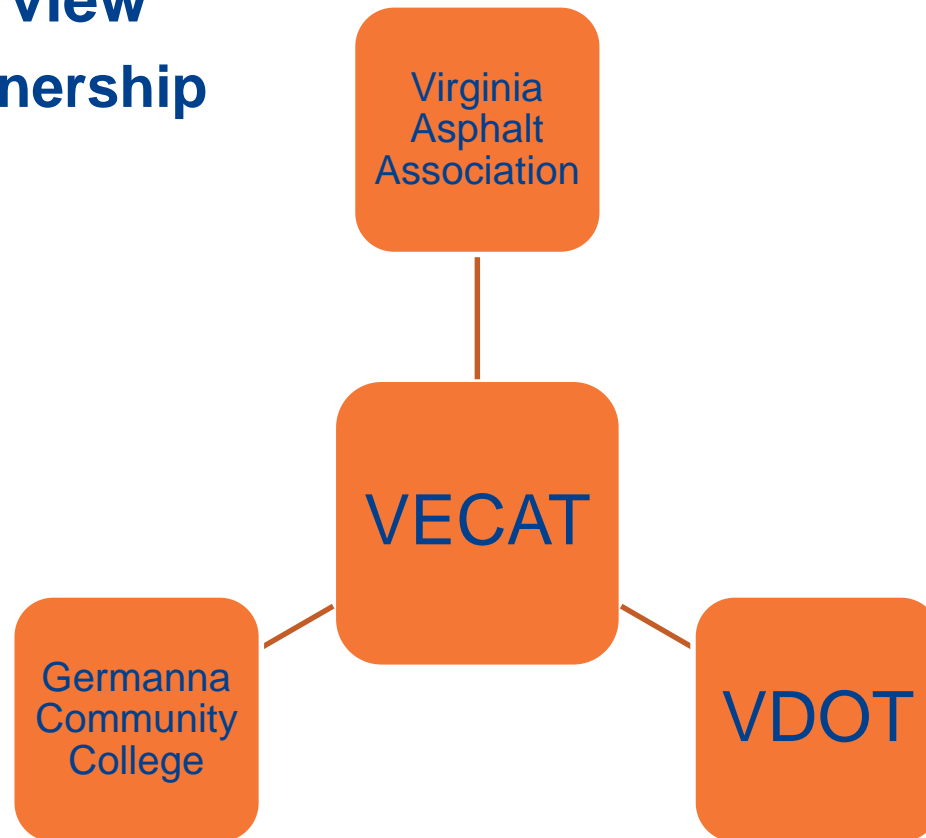 view
nership
Virginia
Asphalt
Association
VECAT
Germanna
Community
College
VDOT